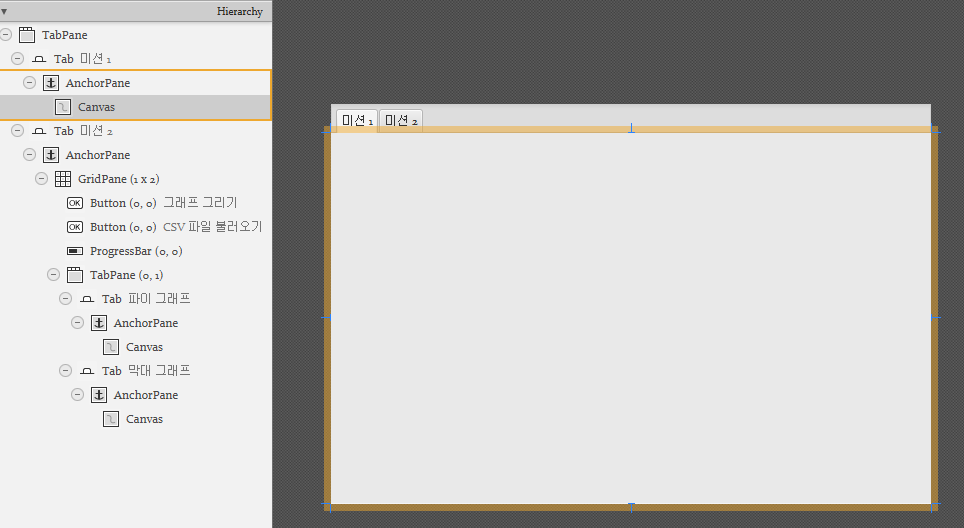 Hierarchy
TabPane
Tab 미션 1
AnchorPane
Canvas
Tab 미션 2
AnchorPane
GridPane (1 x 2)
OK Button (0, 0) 그래프 그리기
OK Button (0, 0) CSV 파일 불러오기
ProgressBar (0, 0)
TabPane (0, 1)
Tab 파이 그래프
AnchorPane
Canvas
Tab 막대 그래프
AnchorPane
Canvas
미션 1 미션 2